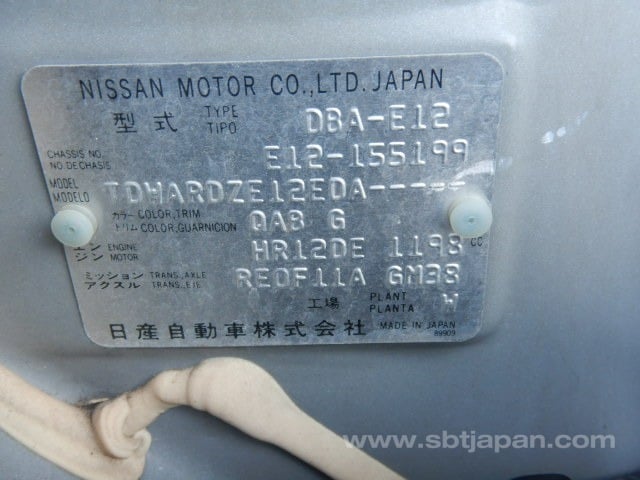 NISSAN MOTOR CO.,LTD. JAPAN
型式 TYPE TIPO DBA-E12
CHASSIS NO. NO. DE CHASIS E12-155199
MODEL MODELO TDWARDZE12EDA-----
カラー COLOR,TRIM トリム COLOR,GUARNICION QAB G
エンジン ENGINE MOTOR HR12DE 1198 CC
ミッション TRANS.,AXLE アクスル TRANS.,EJE RE0F11A GM38
工場 PLANT PLANTA W
日産自動車株式会社 MADE IN JAPAN
89909
www.sbtjapan.com